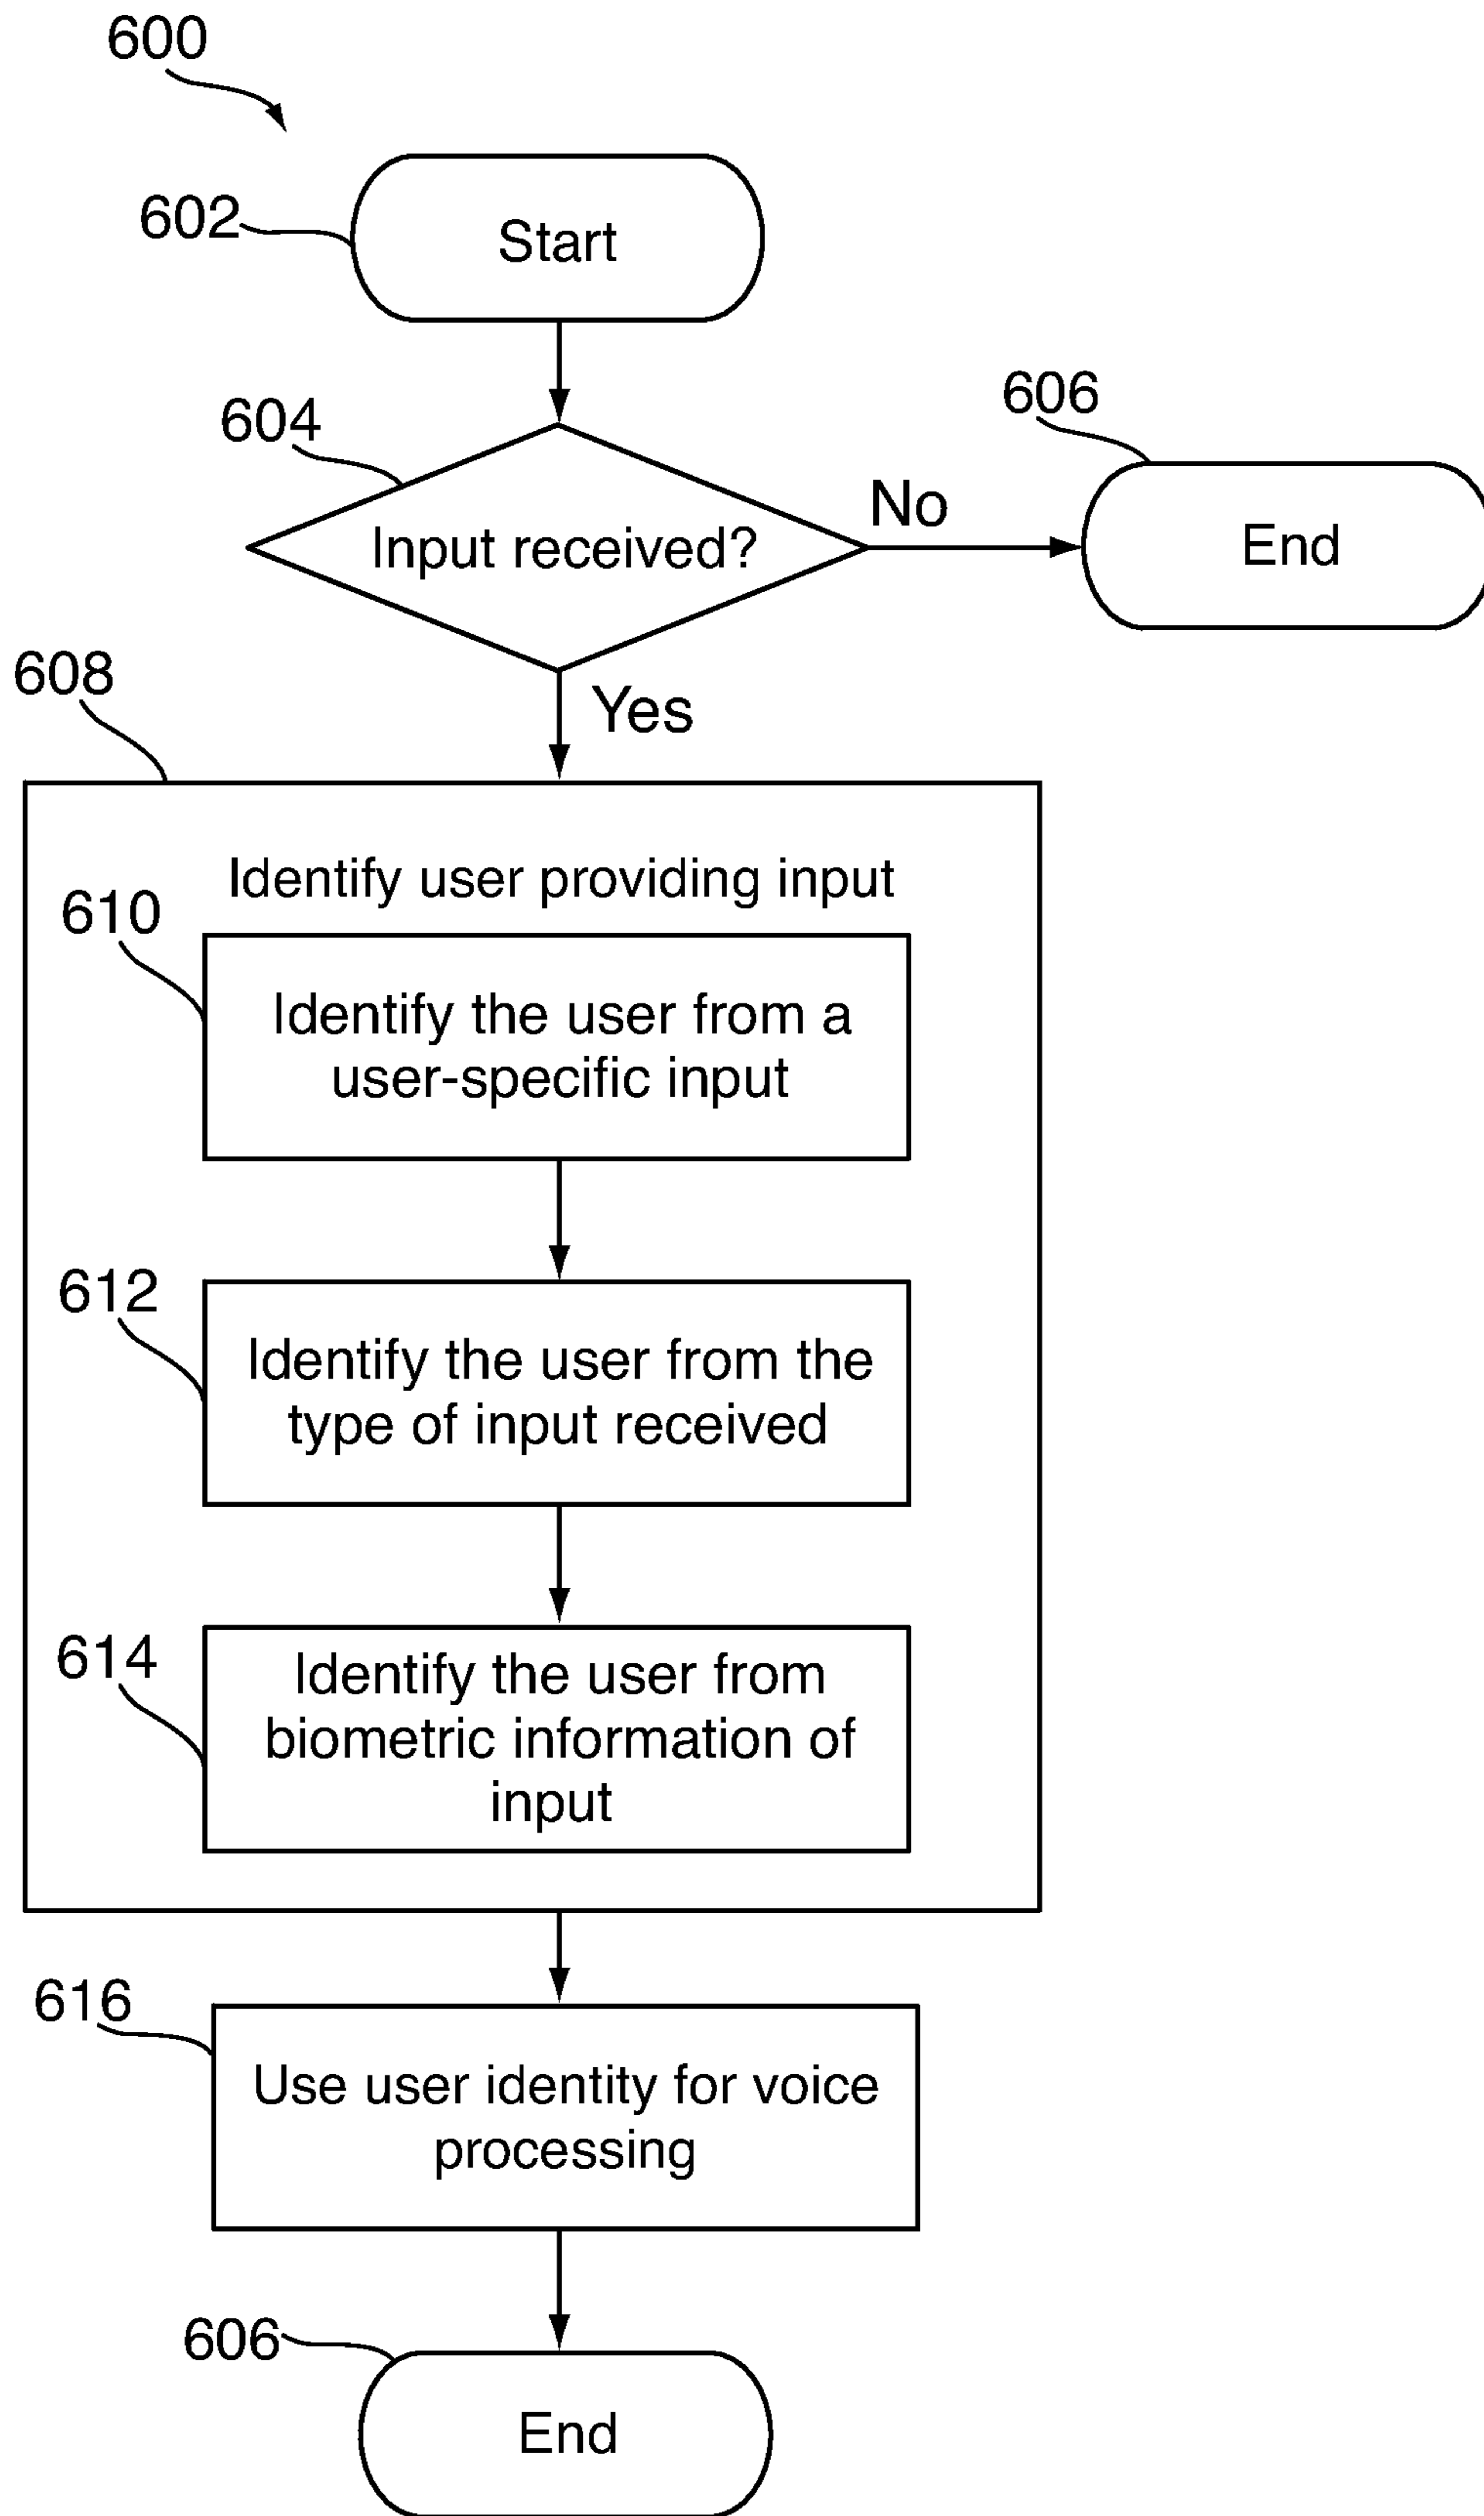 600
602
Start
604
606
Input received?
No
End
608
Yes
Identify user providing input
610
Identify the user from a
user-specific input
612
Identify the user from the
type of input received
614
Identify the user from
biometric information of
input
616
Use user identity for voice
processing
606
End